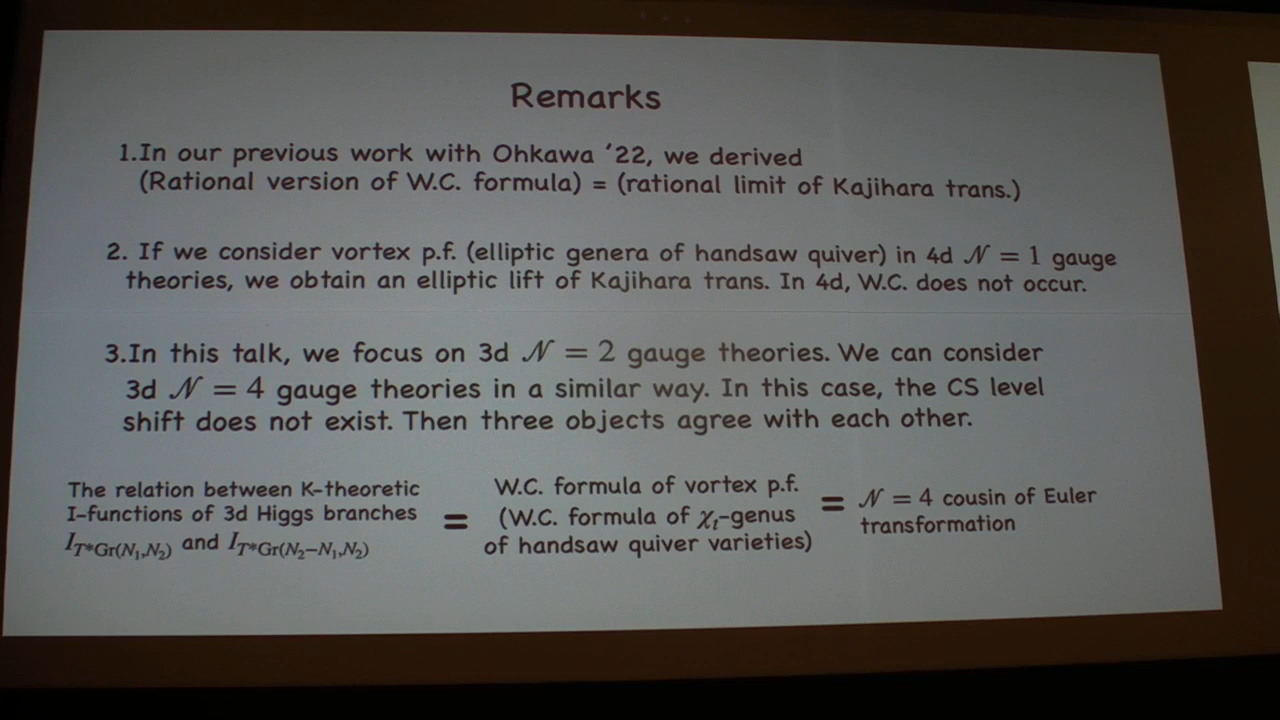 Remarks
1.In our previous work with Ohkawa '22, we derived
(Rational version of W.C. formula) = (rational limit of Kajihara trans.)
2. If we consider vortex p.f. (elliptic genera of handsaw quiver) in 4d 𝒩 = 1 gauge
theories, we obtain an elliptic lift of Kajihara trans. In 4d, W.C. does not occur.
3.In this talk, we focus on 3d 𝒩 = 2 gauge theories. We can consider
3d 𝒩 = 4 gauge theories in a similar way. In this case, the CS level
shift does not exist. Then three objects agree with each other.
The relation between K-theoretic
I-functions of 3d Higgs branches
I_{T*Gr(N_1,N_2)} and I_{T*Gr(N_2−N_1,N_2)}
=
W.C. formula of vortex p.f.
(W.C. formula of χ_t-genus
of handsaw quiver varieties)
=
𝒩 = 4 cousin of Euler
transformation